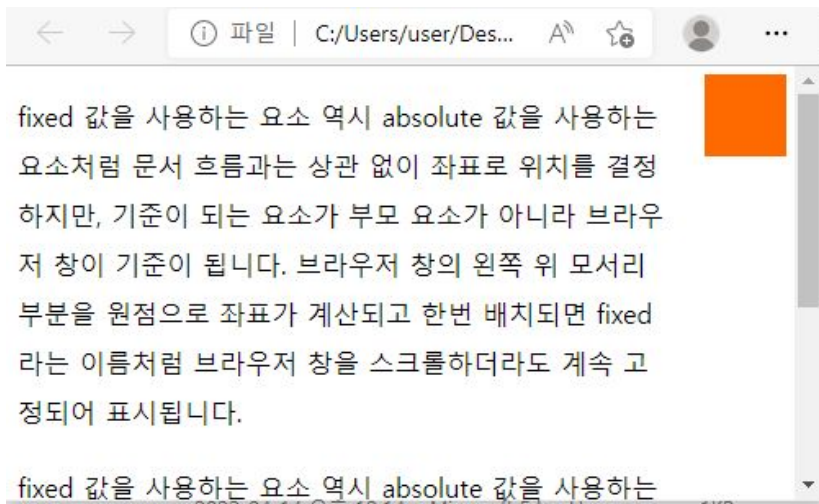 파일 | C:/Users/user/Des...
fixed 값을 사용하는 요소 역시 absolute 값을 사용하는
요소처럼 문서 흐름과는 상관 없이 좌표로 위치를 결정
하지만, 기준이 되는 요소가 부모 요소가 아니라 브라우
저 창이 기준이 됩니다. 브라우저 창의 왼쪽 위 모서리
부분을 원점으로 좌표가 계산되고 한번 배치되면 fixed
라는 이름처럼 브라우저 창을 스크롤하더라도 계속 고
정되어 표시됩니다.
fixed 값을 사용하는 요소 역시 absolute 값을 사용하는